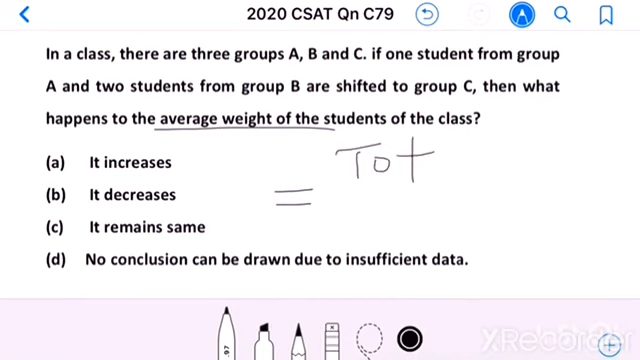 2020 CSAT Qn C79
In a class, there are three groups A, B and C. if one student from group
A and two students from group B are shifted to group C, then what
happens to the average weight of the students of the class?
(a) It increases
(b) It decreases
(c) It remains same
(d) No conclusion can be drawn due to insufficient data.
= Tot
.97
XRecorder